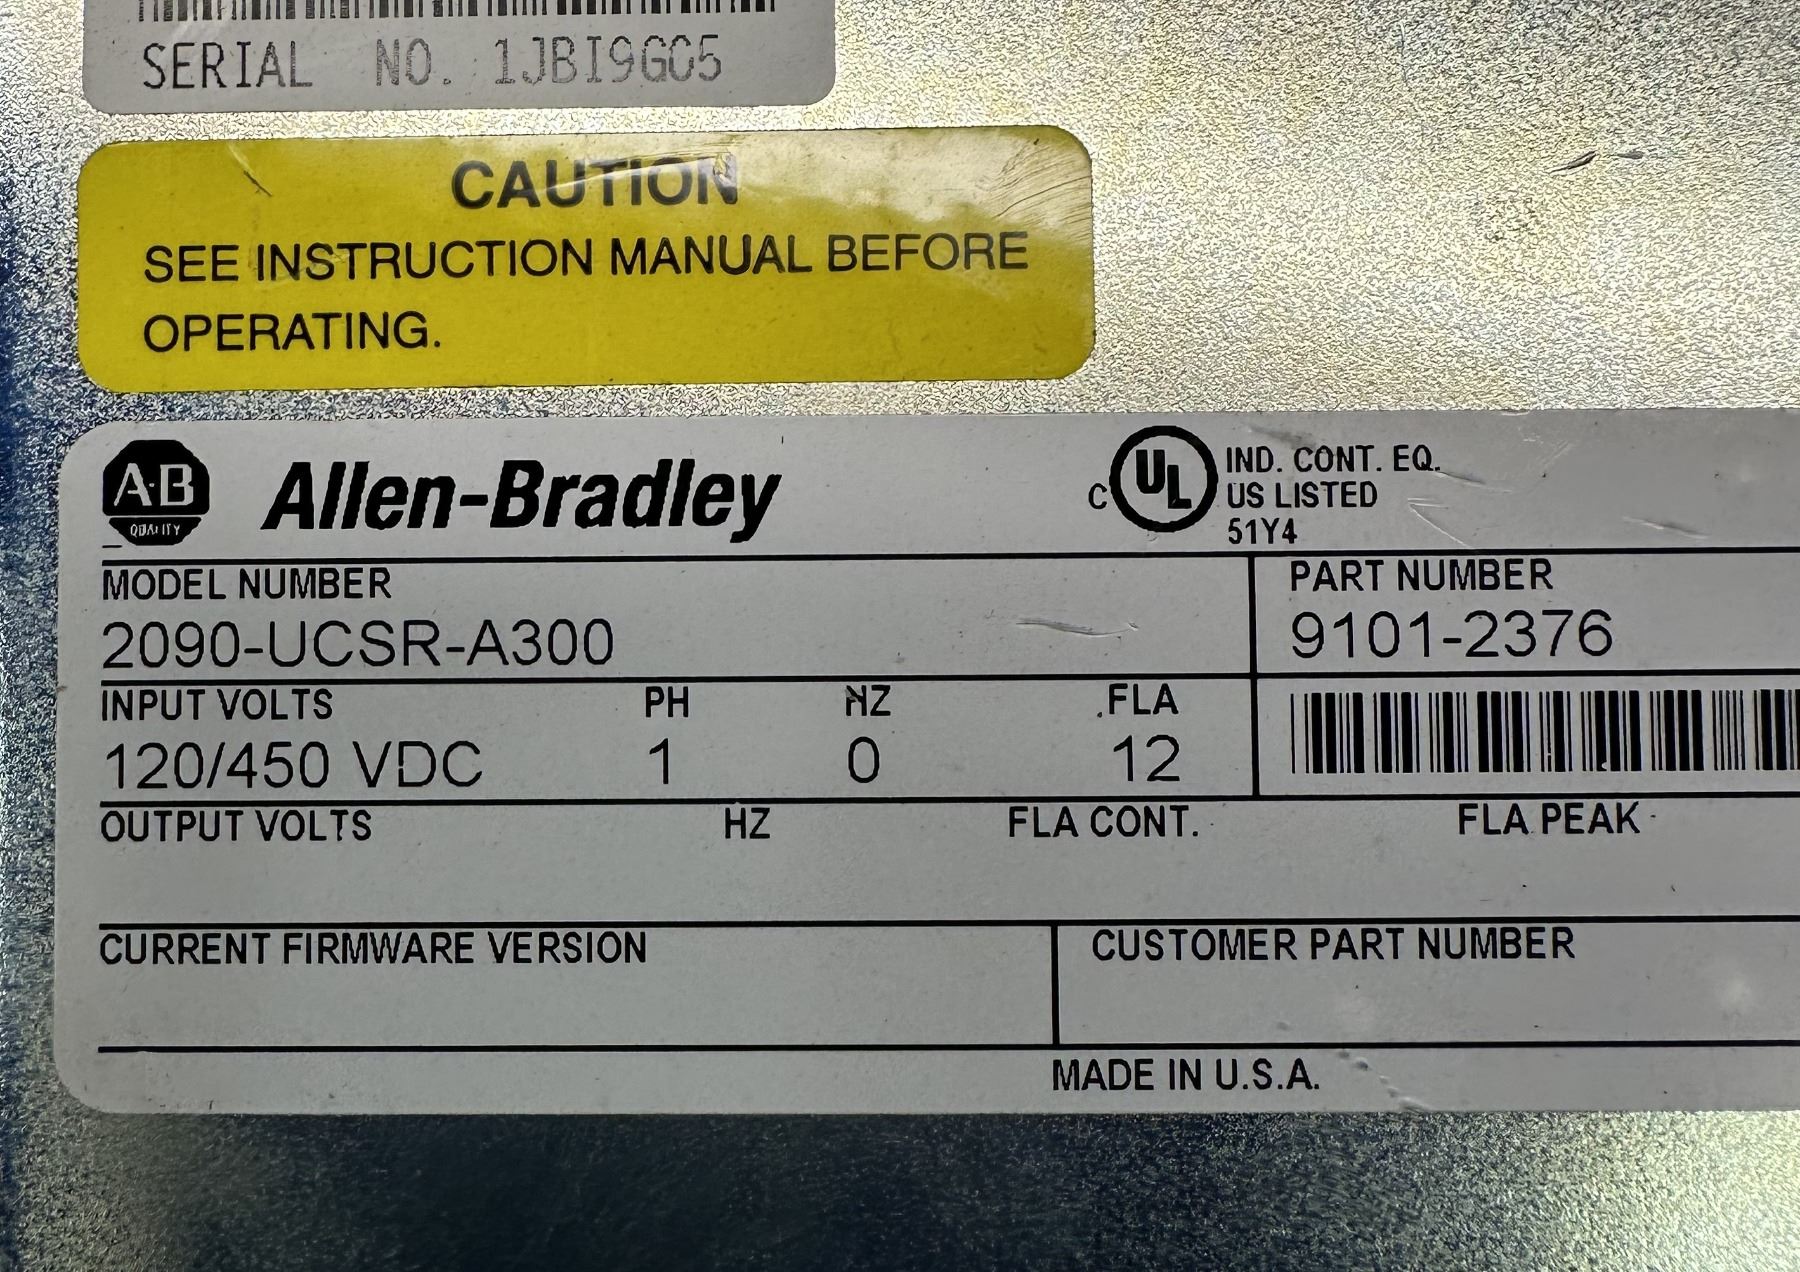 SERIAL NO. 1JBI9G05
CAUTION
SEE INSTRUCTION MANUAL BEFORE
OPERATING.
A·B
QUALITY
Allen-Bradley
C UL IND. CONT. EQ.
US LISTED
51Y4
MODEL NUMBER
2090-UCSR-A300
PART NUMBER
9101-2376
INPUT VOLTS PH HZ FLA
120/450 VDC 1 0 12
OUTPUT VOLTS HZ FLA CONT. FLA PEAK
CURRENT FIRMWARE VERSION
CUSTOMER PART NUMBER
MADE IN U.S.A.